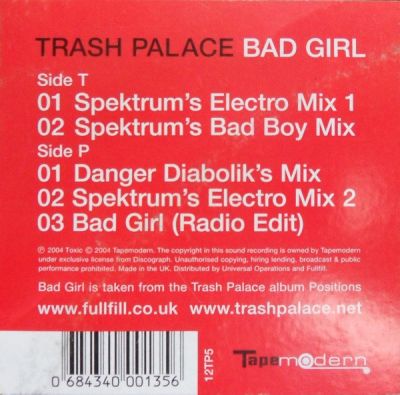 TRASH PALACE BAD GIRL
Side T
01 Spektrum's Electro Mix 1
02 Spektrum's Bad Boy Mix
Side P
01 Danger Diabolik's Mix
02 Spektrum's Electro Mix 2
03 Bad Girl (Radio Edit)
℗ 2004 Toxic © 2004 Tapemodern. The copyright in this sound recording is owned by Tapemodern
under exclusive license from Discograph. Unauthorised copying, hiring lending, broadcast & public
performance prohibited. Made in the UK. Distributed by Universal Operations and Fullfill.
Bad Girl is taken from the Trash Palace album Positions
www.fullfill.co.uk www.trashpalace.net
0 684340 001356
12TP5
Tapemodern